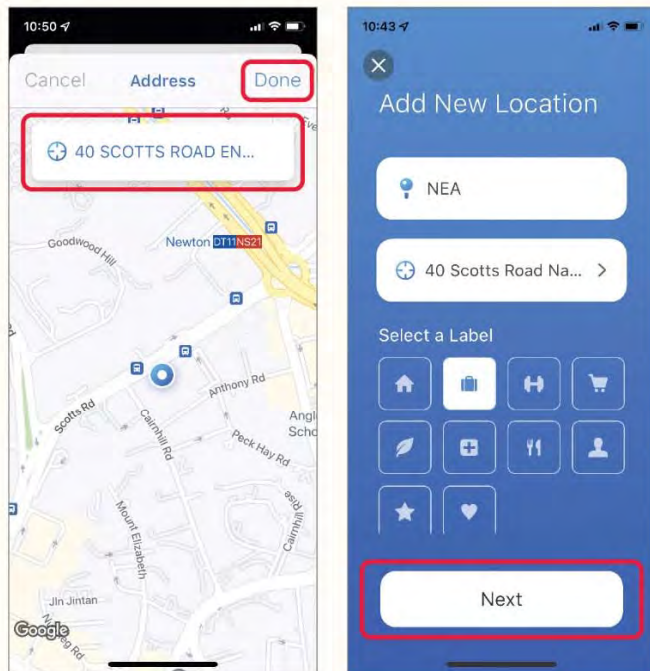 10:50
Cancel
Address
Done
40 SCOTTS ROAD EN...
Goodwood Hill
Newton DT11 NS21
Scotts Rd
Anthony Rd
Cairnhill Rd
Peck Hay Rd
Mount Elizabeth
Cairnhill Rise
Jln Jintan
Google
10:43
Add New Location
NEA
40 Scotts Road Na...
Select a Label
Next